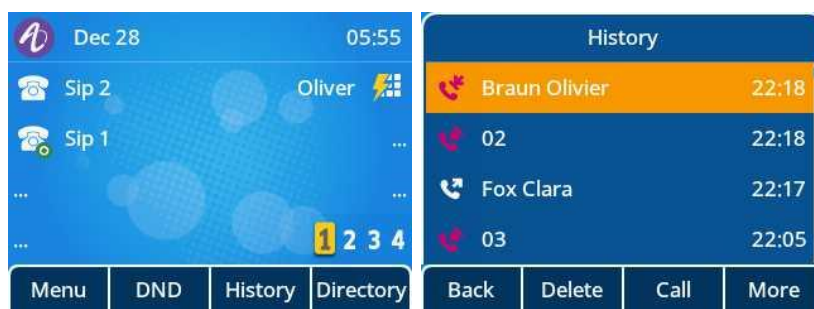 Dec 28 05:55
Sip 2 Oliver
Sip 1 ...
... ...
... 1 2 3 4
Menu DND History Directory
History
Braun Olivier 22:18
02 22:18
Fox Clara 22:17
03 22:05
Back Delete Call More